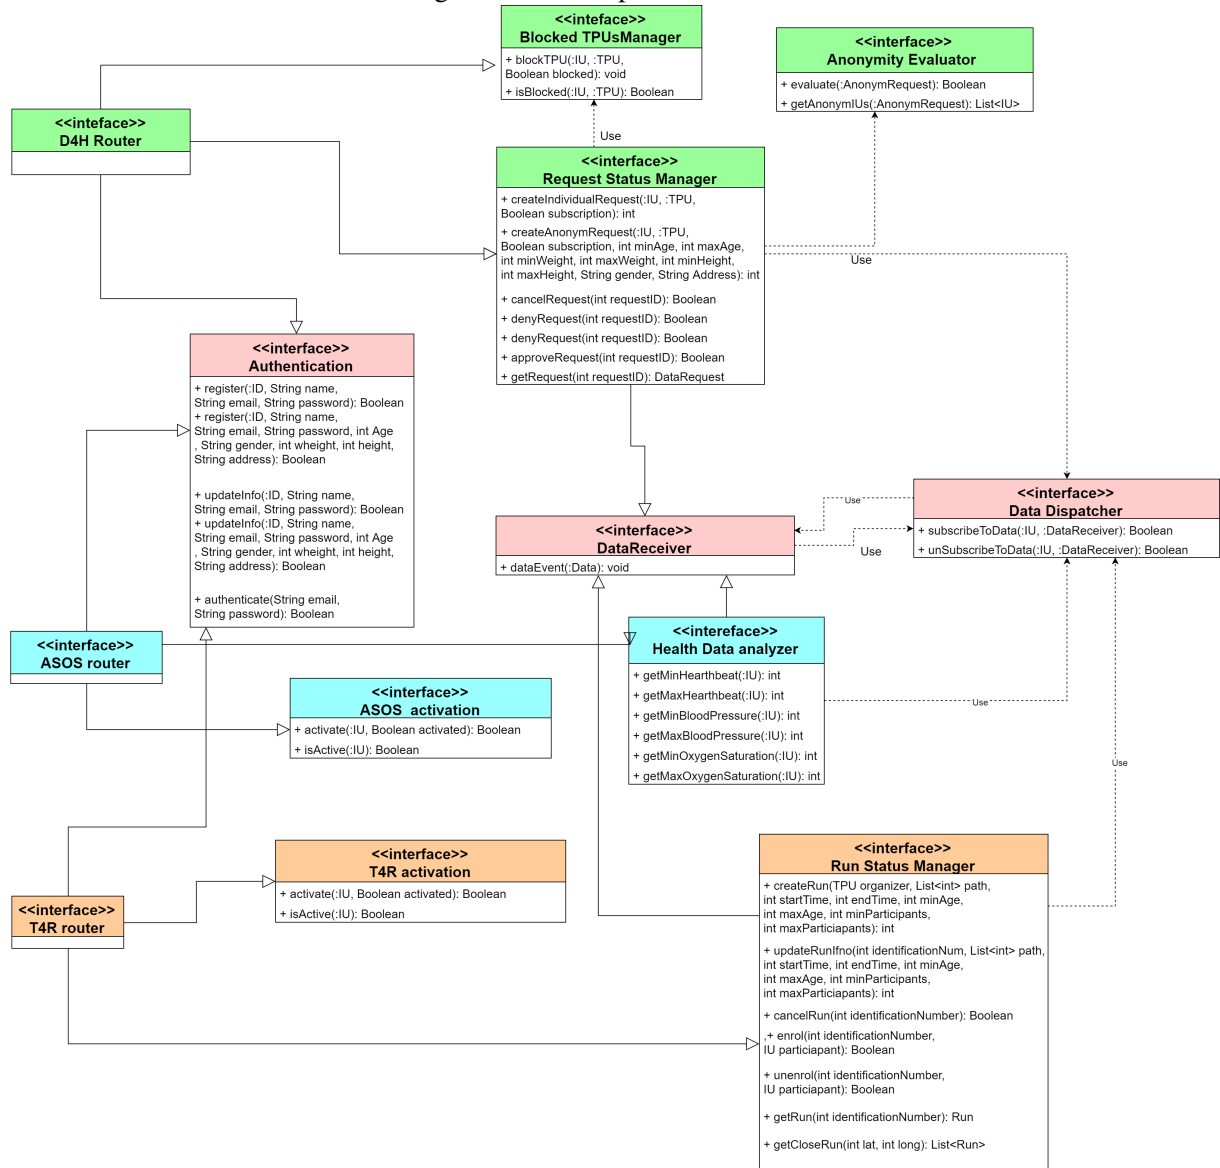 <<inteface>>
Blocked TPUsManager
+ blockTPU(:IU, :TPU,
Boolean blocked): void
+ isBlocked(:IU, :TPU): Boolean
<<interface>>
Anonymity Evaluator
+ evaluate(:AnonymRequest): Boolean
+ getAnonymIUs(:AnonymRequest): List<IU>
<<inteface>>
D4H Router
Use
<<interface>>
Request Status Manager
+ createIndividualRequest(:IU, :TPU,
Boolean subscription): int
+ createAnonymRequest(:IU, :TPU,
Boolean subscription, int minAge, int maxAge,
int minWeight, int maxWeight, int minHeight,
int maxHeight, String gender, String Address): int
+ cancelRequest(int requestID): Boolean
+ denyRequest(int requestID): Boolean
+ denyRequest(int requestID): Boolean
+ approveRequest(int requestID): Boolean
+ getRequest(int requestID): DataRequest
Use
<<interface>>
Authentication
+ register(:ID, String name,
String email, String password): Boolean
+ register(:ID, String name,
String email, String password, int Age
, String gender, int wheight, int height,
String address): Boolean
+ updateInfo(:ID, String name,
String email, String password): Boolean
+ updateInfo(:ID, String name,
String email, String password, int Age
, String gender, int wheight, int height,
String address): Boolean
+ authenticate(String email,
String password): Boolean
<<interface>>
Data Dispatcher
+ subscribeToData(:IU, :DataReceiver): Boolean
+ unSubscribeToData(:IU, :DataReceiver): Boolean
Use
Use
<<interface>>
DataReceiver
+ dataEvent(:Data): void
<<interface>>
ASOS router
<<intereface>>
Health Data analyzer
+ getMinHearthbeat(:IU): int
+ getMaxHearthbeat(:IU): int
+ getMinBloodPressure(:IU): int
+ getMaxBloodPressure(:IU): int
+ getMinOxygenSaturation(:IU): int
+ getMaxOxygenSaturation(:IU): int
Use
Use
<<interface>>
ASOS activation
+ activate(:IU, Boolean activated): Boolean
+ isActive(:IU): Boolean
<<interface>>
T4R activation
+ activate(:IU, Boolean activated): Boolean
+ isActive(:IU): Boolean
<<interface>>
T4R router
<<interface>>
Run Status Manager
+ createRun(TPU organizer, List<int> path,
int startTime, int endTime, int minAge,
int maxAge, int minParticipants,
int maxParticiapants): int
+ updateRunIfno(int identificationNum, List<int> path,
int startTime, int endTime, int minAge,
int maxAge, int minParticipants,
int maxParticiapants): int
+ cancelRun(int identificationNumber): Boolean
,+ enrol(int identificationNumber,
IU particiapant): Boolean
+ unenrol(int identificationNumber,
IU particiapant): Boolean
+ getRun(int identificationNumber): Run
+ getCloseRun(int lat, int long): List<Run>